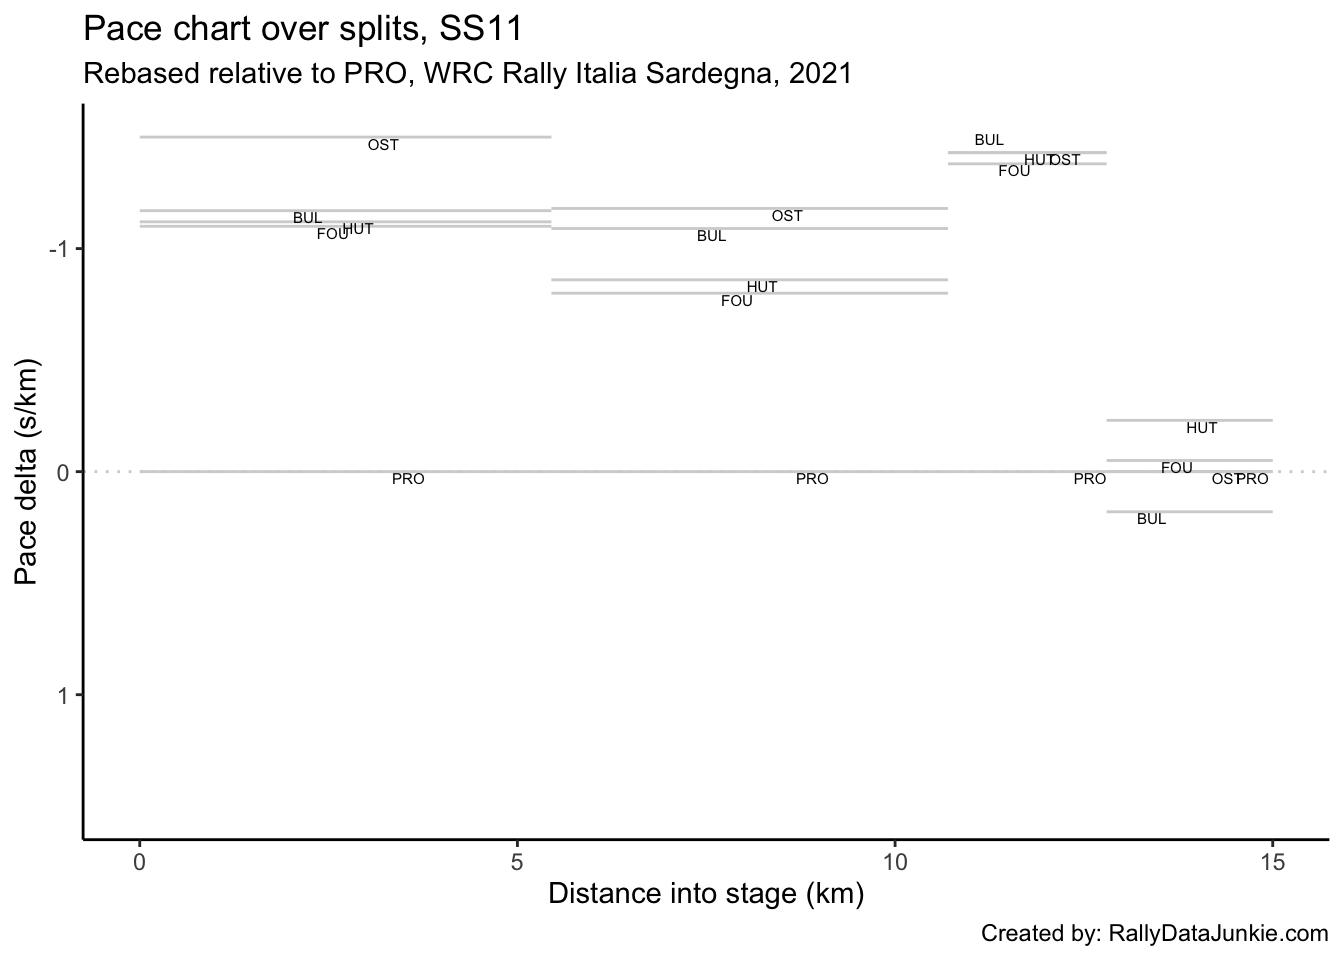 Pace chart over splits, SS11
Rebased relative to PRO, WRC Rally Italia Sardegna, 2021
BUL
OST
HUT OST
FOU
OST
BUL
BUL
HUT
FOU
-1
HUT
FOU
HUT
FOU
0
PRO PRO PRO OST PRO
BUL
1
Pace delta (s/km)
0 5 10 15
Distance into stage (km)
Created by: RallyDataJunkie.com